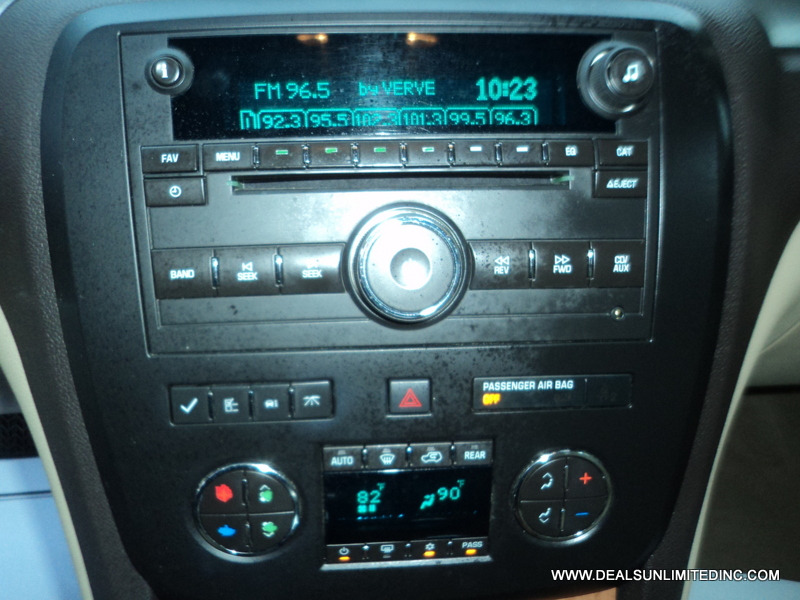 FM 96.5 by VERVE 10:23
92.3 95.5 102.3 101.3 99.5 96.3
FAV MENU EQ CAT
EJECT
BAND SEEK SEEK REV FWD CD/AUX
PASSENGER AIR BAG
OFF
AUTO REAR
82°F 90°F
PASS
WWW.DEALSUNLIMITEDINC.COM